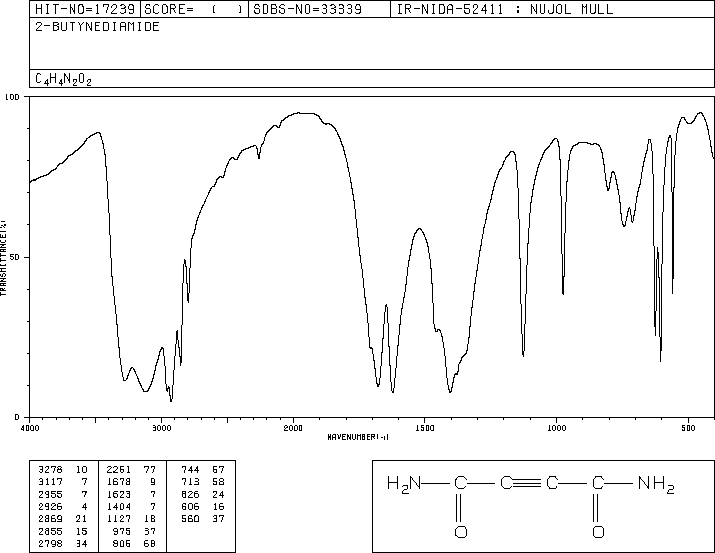 HIT-NO=17239 SCORE= ( ) SDBS-NO=33339 IR-NIDA-52411 : NUJOL MULL
2-BUTYNEDIAMIDE
C4H4N2O2
100
50
0
TRANSMITTANCE(%)
4000 3000 2000 1500 1000 500
WAVENUMBER(-1)
3278 10 2261 77 744 57
3117 7 1678 9 713 58
2955 7 1623 7 626 24
2926 4 1404 7 606 16
2869 21 1127 18 560 37
2855 15 975 37
2798 34 806 68
H2N C C C C NH2
O O